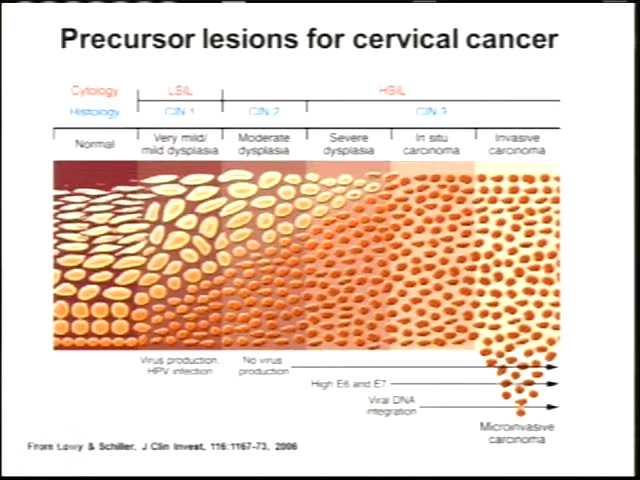 Precursor lesions for cervical cancer
Cytology LSIL HSIL
Histology CIN 1 CIN 2 CIN 3
Normal
Very mild/
mild dysplasia
Moderate
dysplasia
Severe
dysplasia
In situ
carcinoma
Invasive
carcinoma
Virus production,
HPV infection
No virus
production
High E6 and E7
Viral DNA
integration
Microinvasive
carcinoma
From Lowy & Schiller, J Clin Invest, 116:1167-73, 2006